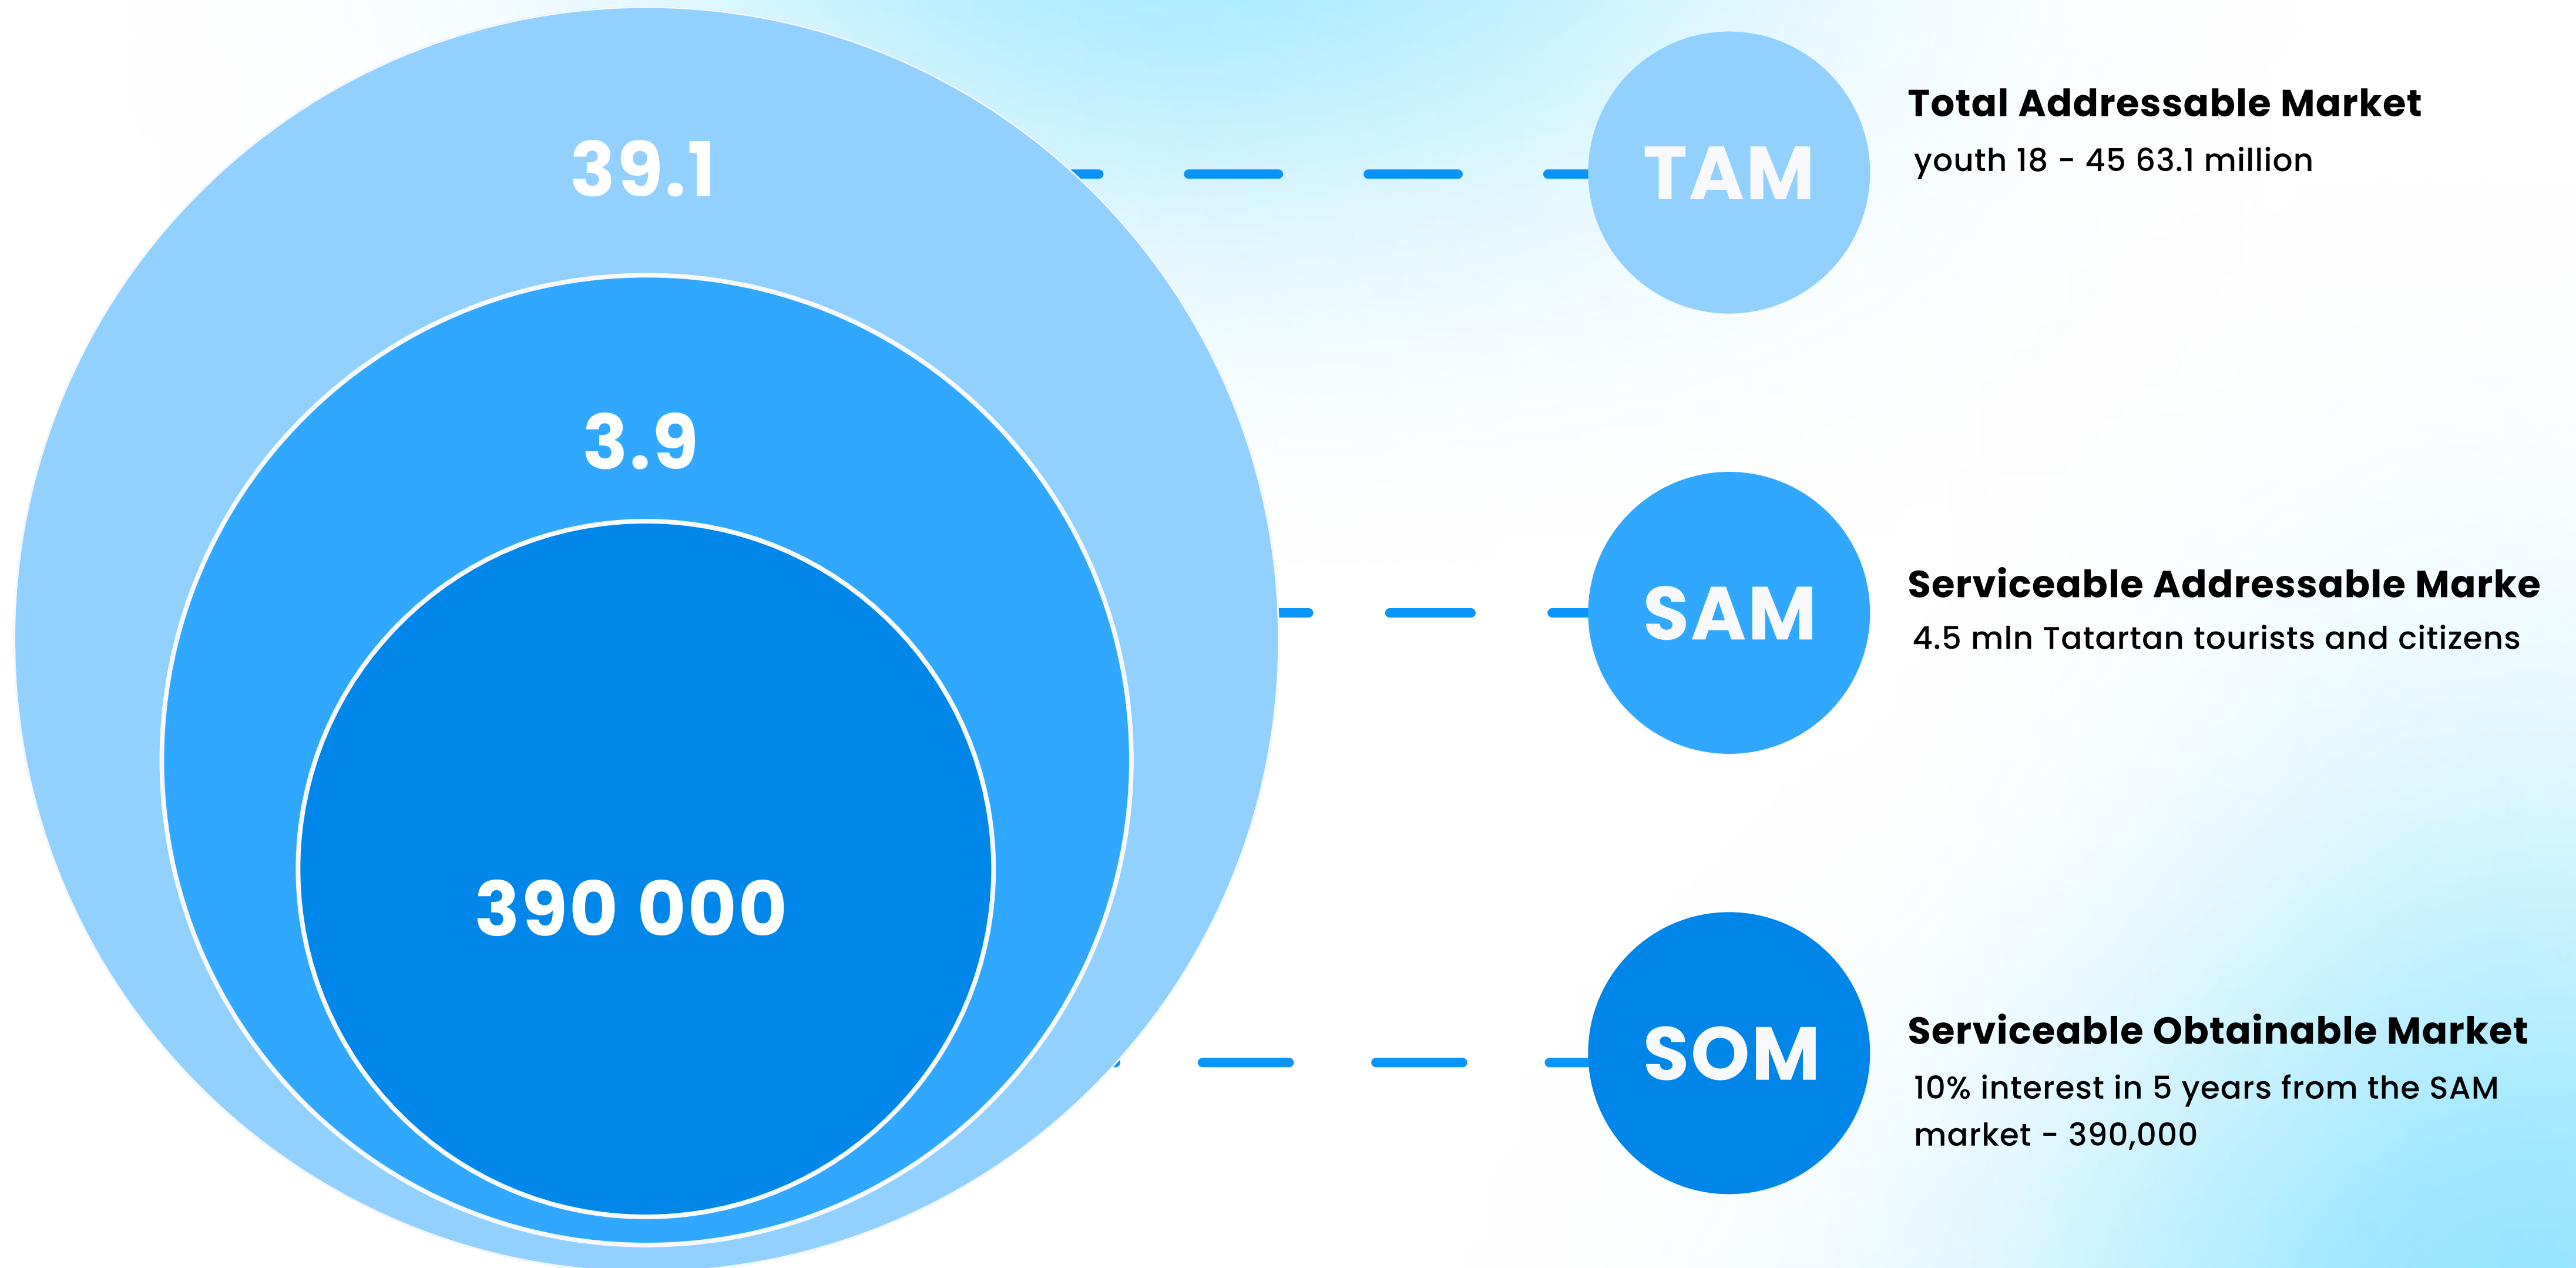 39.1
3.9
390 000
TAM
Total Addressable Market
youth 18 - 45 63.1 million
SAM
Serviceable Addressable Marke
4.5 mln Tatartan tourists and citizens
SOM
Serviceable Obtainable Market
10% interest in 5 years from the SAM
market - 390,000